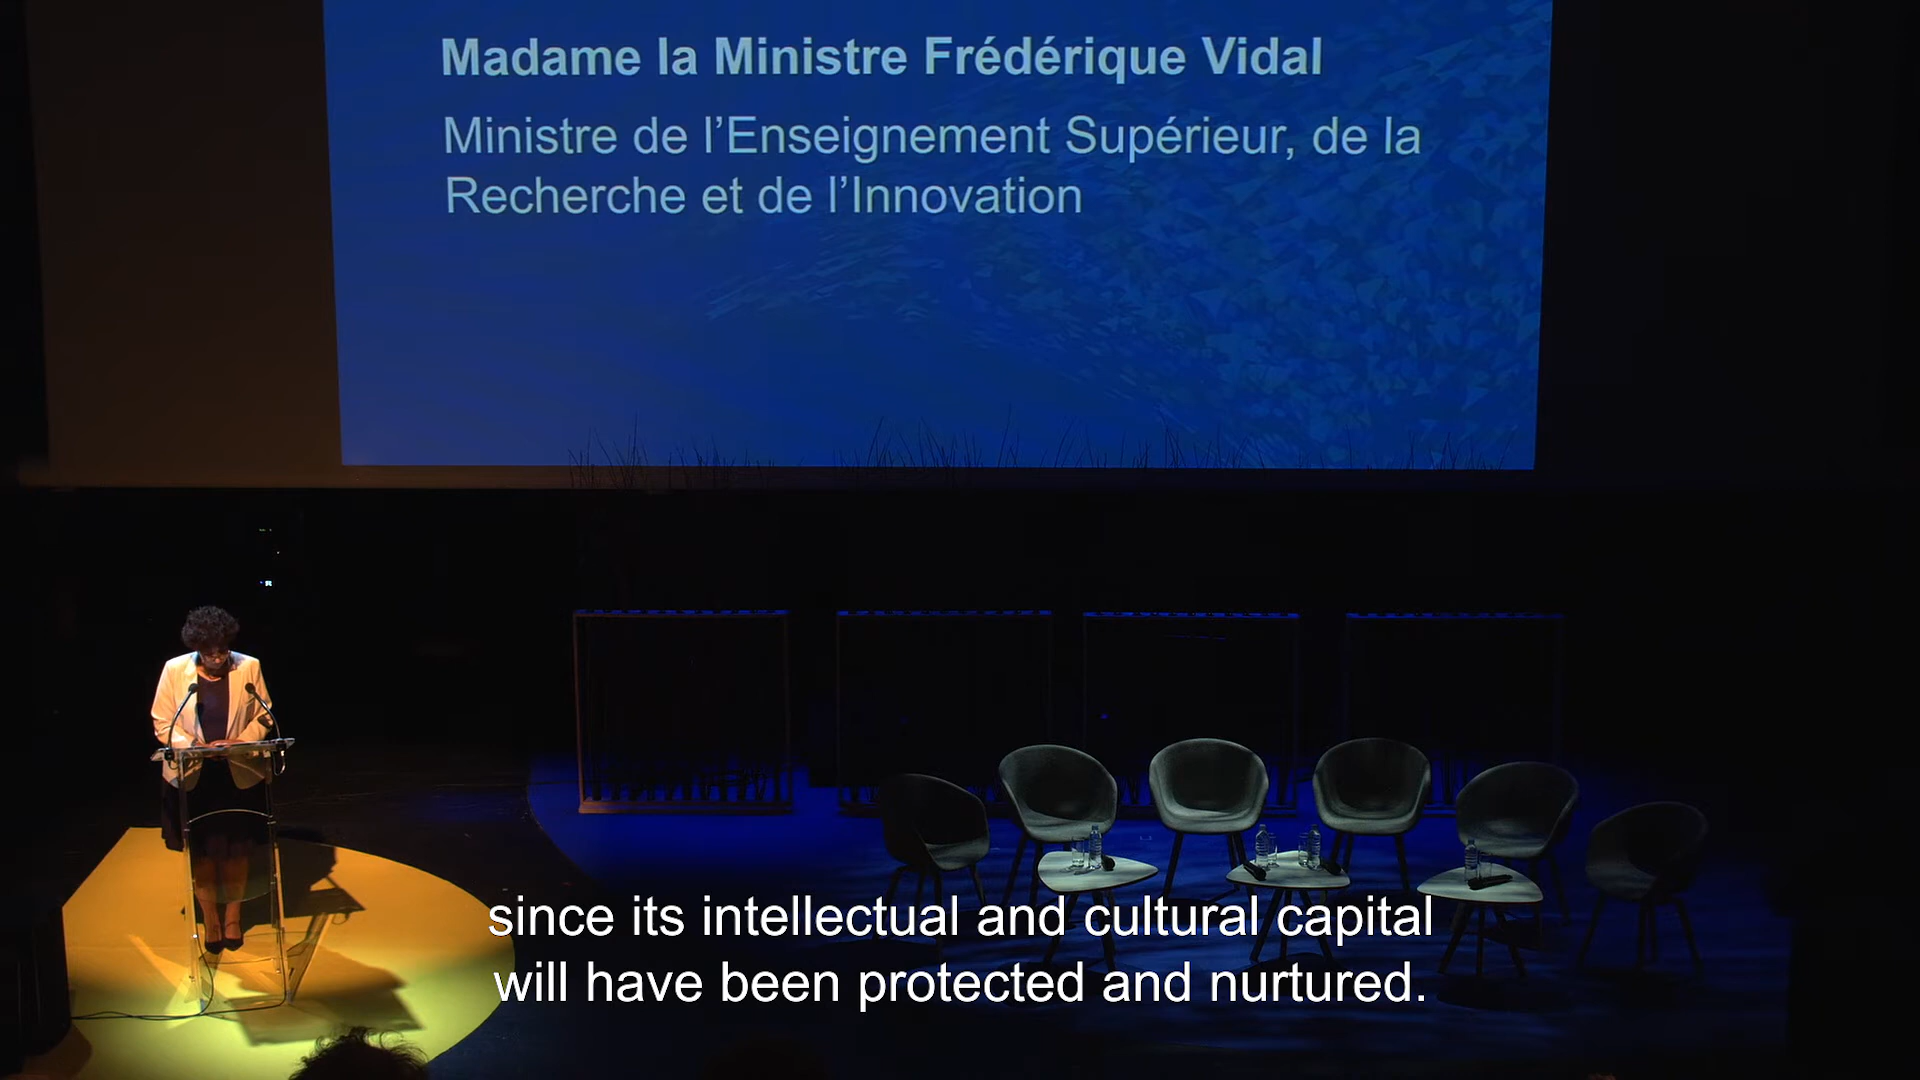 Madame la Ministre Frédérique Vidal
Ministre de l’Enseignement Supérieur, de la
Recherche et de l’Innovation
since its intellectual and cultural capital
will have been protected and nurtured.